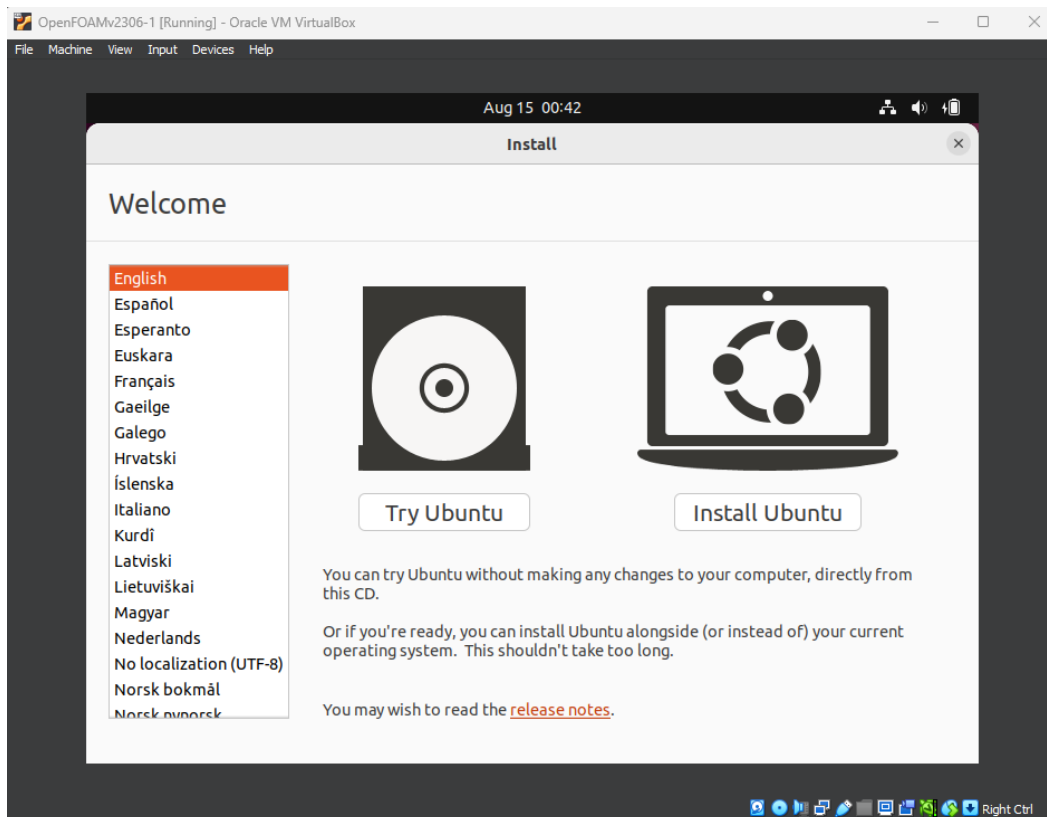 OpenFOAMv2306-1 [Running] - Oracle VM VirtualBox
File Machine View Input Devices Help
Aug 15 00:42
Install
Welcome
English
Español
Esperanto
Euskara
Français
Gaeilge
Galego
Hrvatski
Íslenska
Italiano
Kurdî
Latviski
Lietuviškai
Magyar
Nederlands
No localization (UTF-8)
Norsk bokmål
Norsk nynorsk
Try Ubuntu
Install Ubuntu
You can try Ubuntu without making any changes to your computer, directly from
this CD.
Or if you're ready, you can install Ubuntu alongside (or instead of) your current
operating system. This shouldn't take too long.
You may wish to read the release notes.
Right Ctrl